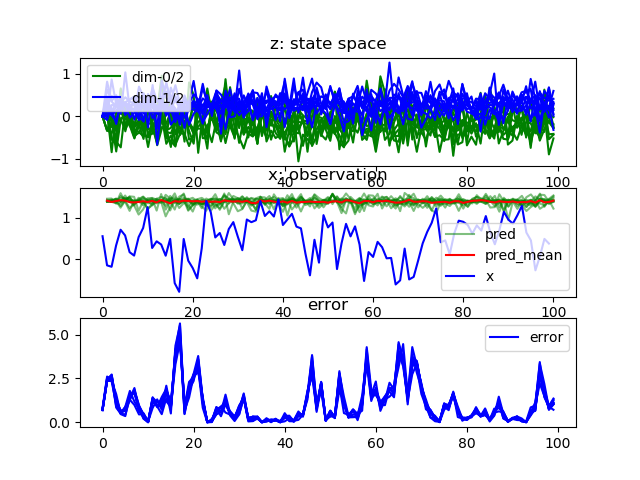 z: state space
1
0
−1
dim-0/2
dim-1/2
0 20 40 60 80 100
x: observation
1
0
pred
pred_mean
x
0 20 40 60 80 100
error
5.0
2.5
0.0
error
0 20 40 60 80 100